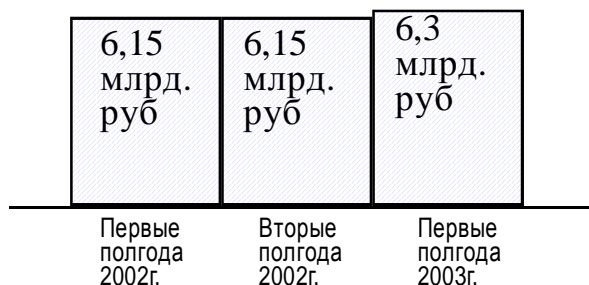 6,15
млрд.
руб
6,15
млрд.
руб
6,3
млрд.
руб
Первые
полгода
2002г.
Вторые
полгода
2002г.
Первые
полгода
2003г.